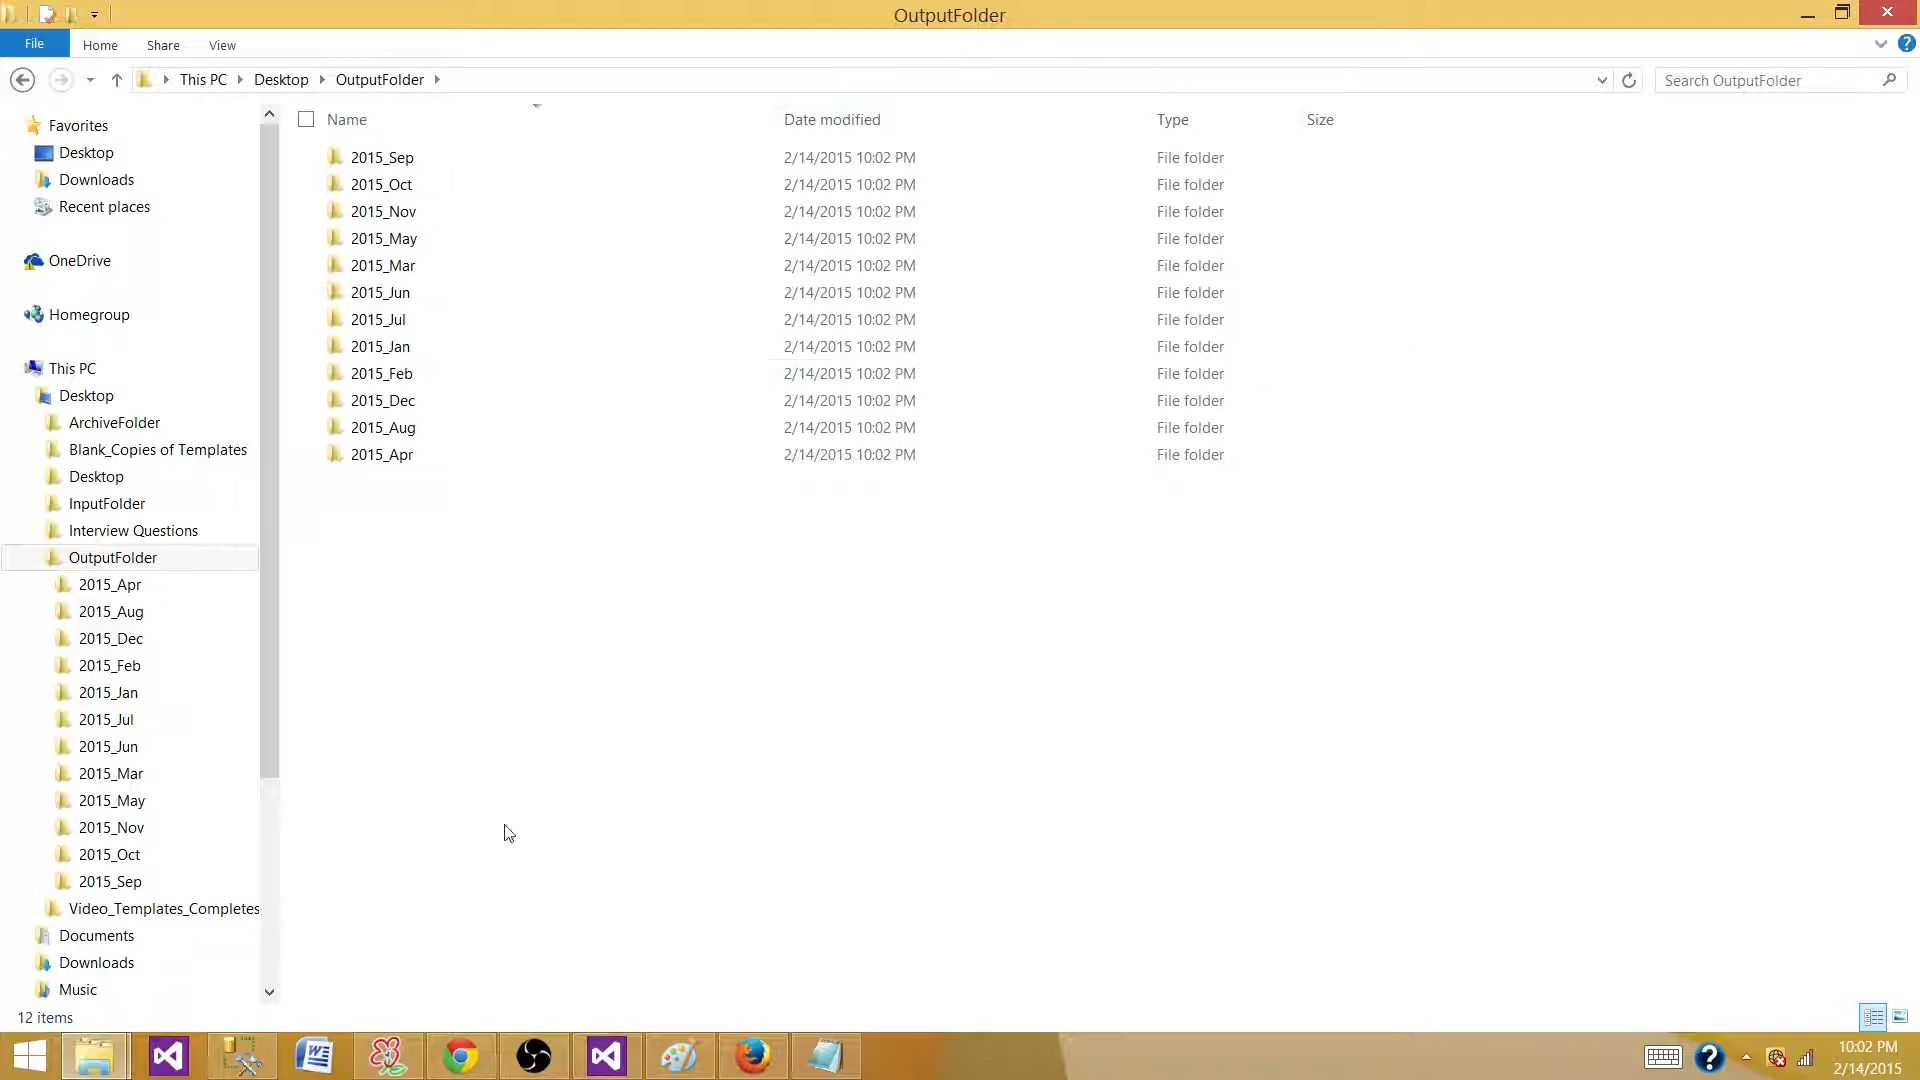 OutputFolder
File Home Share View
This PC Desktop OutputFolder Search OutputFolder
Favorites
Desktop
Downloads
Recent places
OneDrive
Homegroup
This PC
Desktop
ArchiveFolder
Blank_Copies of Templates
Desktop
InputFolder
Interview Questions
OutputFolder
2015_Apr
2015_Aug
2015_Dec
2015_Feb
2015_Jan
2015_Jul
2015_Jun
2015_Mar
2015_May
2015_Nov
2015_Oct
2015_Sep
Video_Templates_Completes
Documents
Downloads
Music
Name Date modified Type Size
2015_Sep 2/14/2015 10:02 PM File folder
2015_Oct 2/14/2015 10:02 PM File folder
2015_Nov 2/14/2015 10:02 PM File folder
2015_May 2/14/2015 10:02 PM File folder
2015_Mar 2/14/2015 10:02 PM File folder
2015_Jun 2/14/2015 10:02 PM File folder
2015_Jul 2/14/2015 10:02 PM File folder
2015_Jan 2/14/2015 10:02 PM File folder
2015_Feb 2/14/2015 10:02 PM File folder
2015_Dec 2/14/2015 10:02 PM File folder
2015_Aug 2/14/2015 10:02 PM File folder
2015_Apr 2/14/2015 10:02 PM File folder
12 items
10:02 PM
2/14/2015